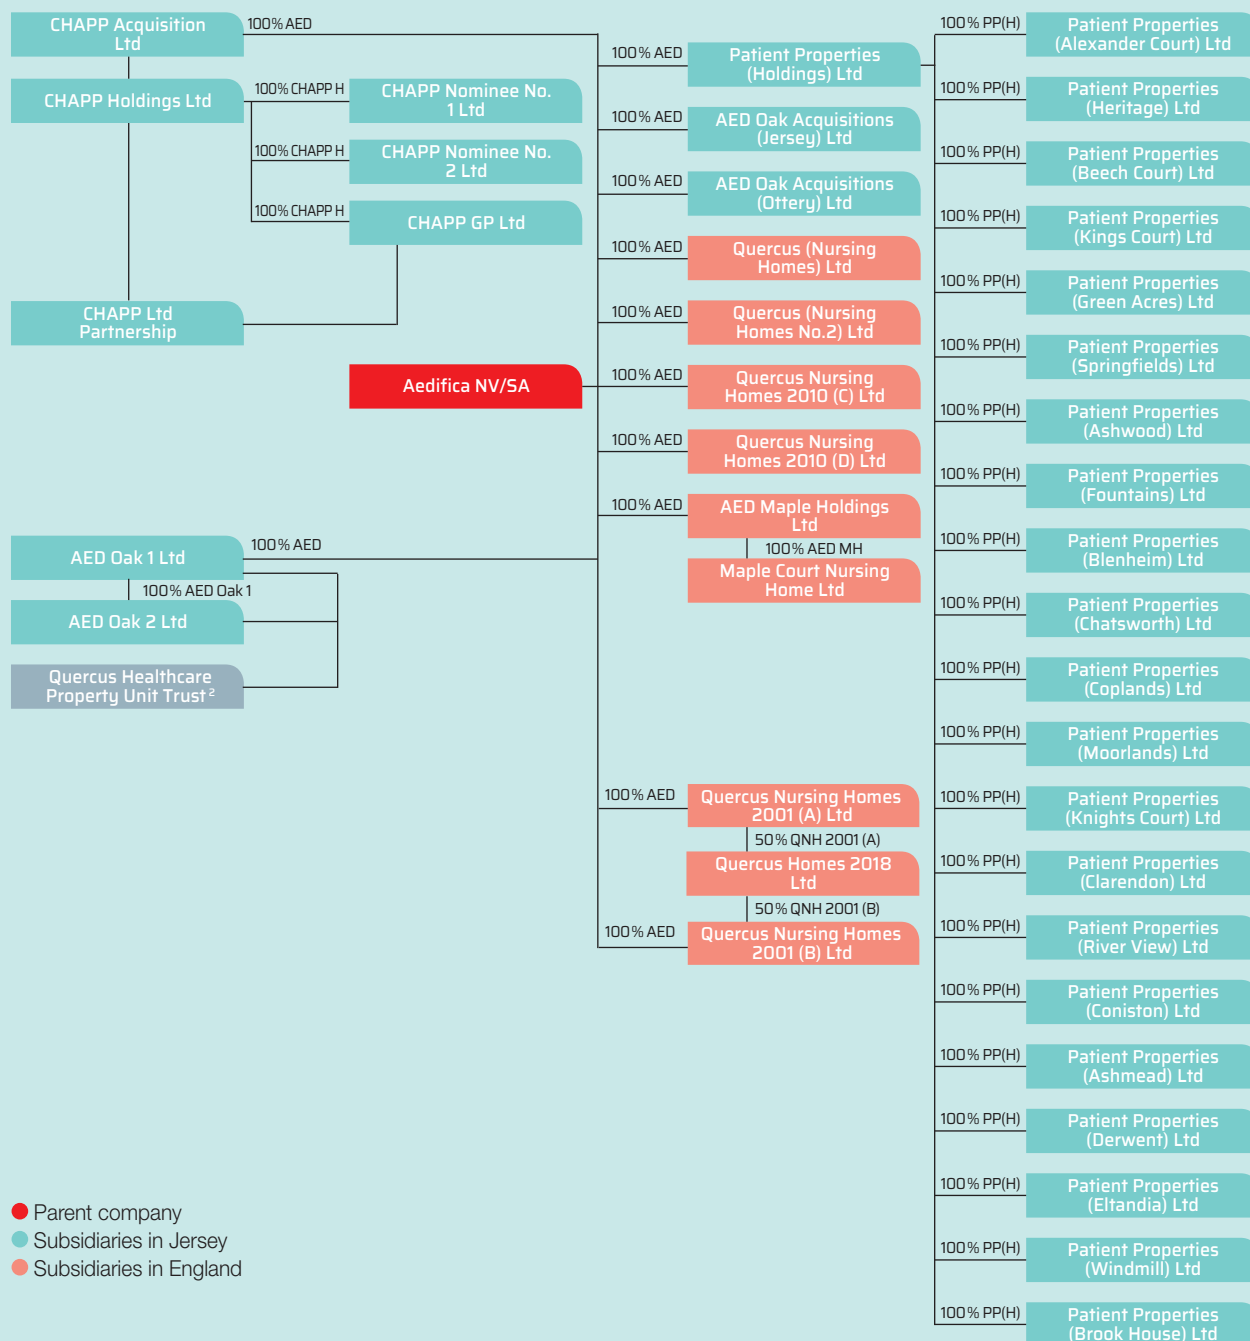 CHAPP Acquisition
Ltd
100% AED
CHAPP Holdings Ltd
100% CHAPP H
CHAPP Nominee No.
1 Ltd
100% CHAPP H
CHAPP Nominee No.
2 Ltd
100% CHAPP H
CHAPP GP Ltd
CHAPP Ltd
Partnership
Aedifica NV/SA
AED Oak 1 Ltd
100% AED
100% AED Oak 1
AED Oak 2 Ltd
Quercus Healthcare
Property Unit Trust ²
100% AED
Patient Properties
(Holdings) Ltd
100% AED
AED Oak Acquisitions
(Jersey) Ltd
100% AED
AED Oak Acquisitions
(Ottery) Ltd
100% AED
Quercus (Nursing
Homes) Ltd
100% AED
Quercus (Nursing
Homes No.2) Ltd
100% AED
Quercus Nursing
Homes 2010 (C) Ltd
100% AED
Quercus Nursing
Homes 2010 (D) Ltd
100% AED
AED Maple Holdings
Ltd
100% AED MH
Maple Court Nursing
Home Ltd
100% AED
Quercus Nursing Homes
2001 (A) Ltd
50% QNH 2001 (A)
Quercus Homes 2018
Ltd
50% QNH 2001 (B)
100% AED
Quercus Nursing Homes
2001 (B) Ltd
100% PP(H)
Patient Properties
(Alexander Court) Ltd
100% PP(H)
Patient Properties
(Heritage) Ltd
100% PP(H)
Patient Properties
(Beech Court) Ltd
100% PP(H)
Patient Properties
(Kings Court) Ltd
100% PP(H)
Patient Properties
(Green Acres) Ltd
100% PP(H)
Patient Properties
(Springfields) Ltd
100% PP(H)
Patient Properties
(Ashwood) Ltd
100% PP(H)
Patient Properties
(Fountains) Ltd
100% PP(H)
Patient Properties
(Blenheim) Ltd
100% PP(H)
Patient Properties
(Chatsworth) Ltd
100% PP(H)
Patient Properties
(Coplands) Ltd
100% PP(H)
Patient Properties
(Moorlands) Ltd
100% PP(H)
Patient Properties
(Knights Court) Ltd
100% PP(H)
Patient Properties
(Clarendon) Ltd
100% PP(H)
Patient Properties
(River View) Ltd
100% PP(H)
Patient Properties
(Coniston) Ltd
100% PP(H)
Patient Properties
(Ashmead) Ltd
100% PP(H)
Patient Properties
(Derwent) Ltd
100% PP(H)
Patient Properties
(Eltandia) Ltd
100% PP(H)
Patient Properties
(Windmill) Ltd
100% PP(H)
Patient Properties
(Brook House) Ltd
Parent company
Subsidiaries in Jersey
Subsidiaries in England